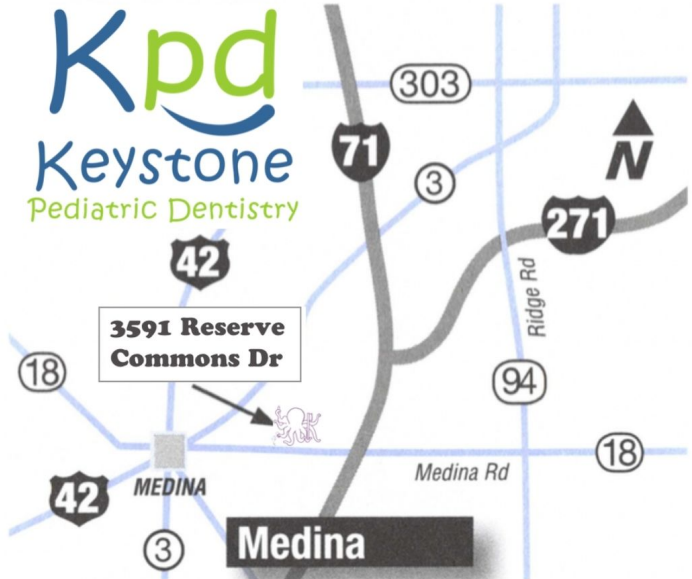 Kpd
Keystone
Pediatric Dentistry
303
71
3
N
271
42
Ridge Rd
3591 Reserve
Commons Dr
18
94
18
Medina Rd
MEDINA
42
3
Medina